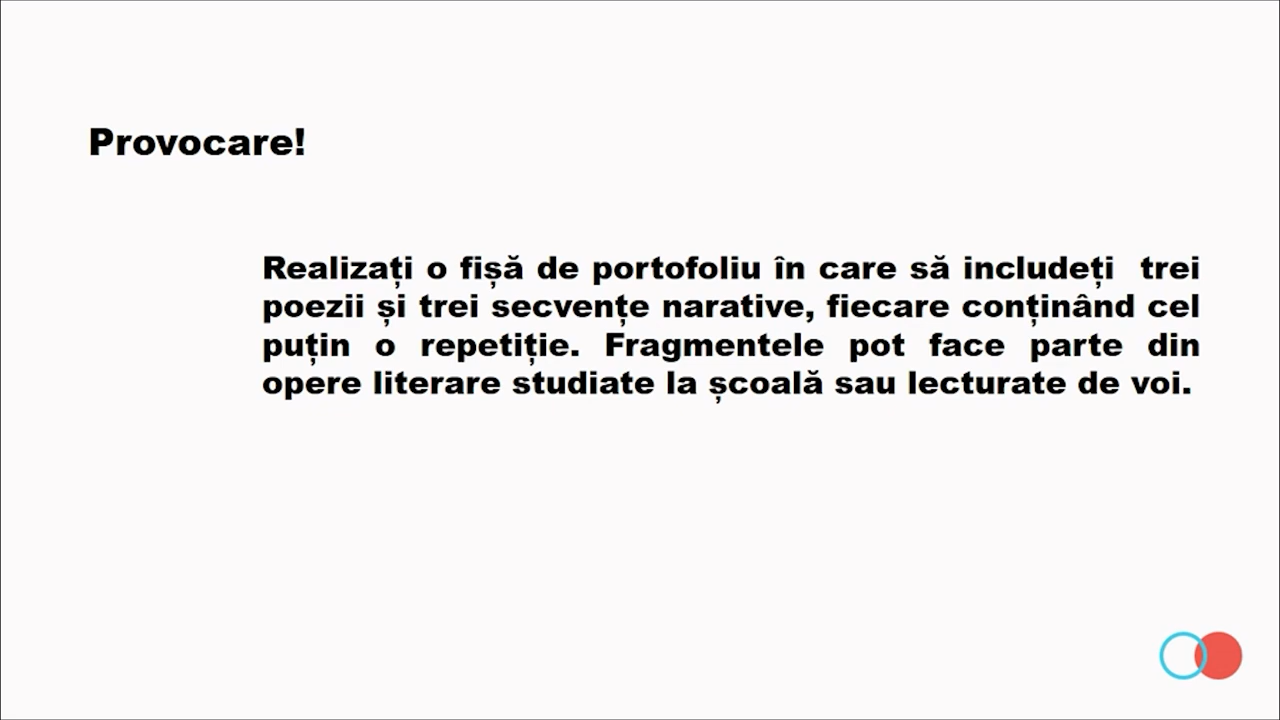 Provocare!
Realizați o fișă de portofoliu în care să includeți trei
poezii și trei secvențe narative, fiecare conținând cel
puțin o repetiție. Fragmentele pot face parte din
opere literare studiate la școală sau lecturate de voi.